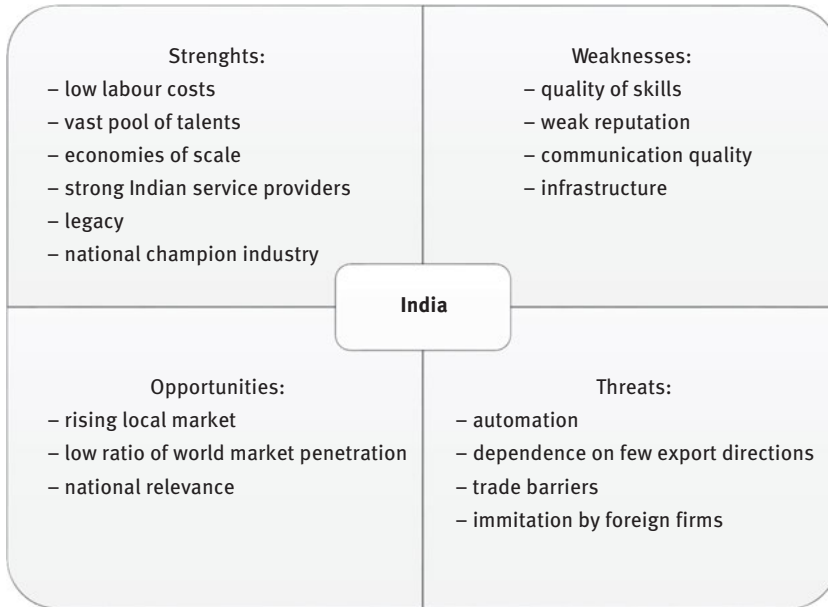 Strenghts:
– low labour costs
– vast pool of talents
– economies of scale
– strong Indian service providers
– legacy
– national champion industry
Weaknesses:
– quality of skills
– weak reputation
– communication quality
– infrastructure
India
Opportunities:
– rising local market
– low ratio of world market penetration
– national relevance
Threats:
– automation
– dependence on few export directions
– trade barriers
– immitation by foreign firms